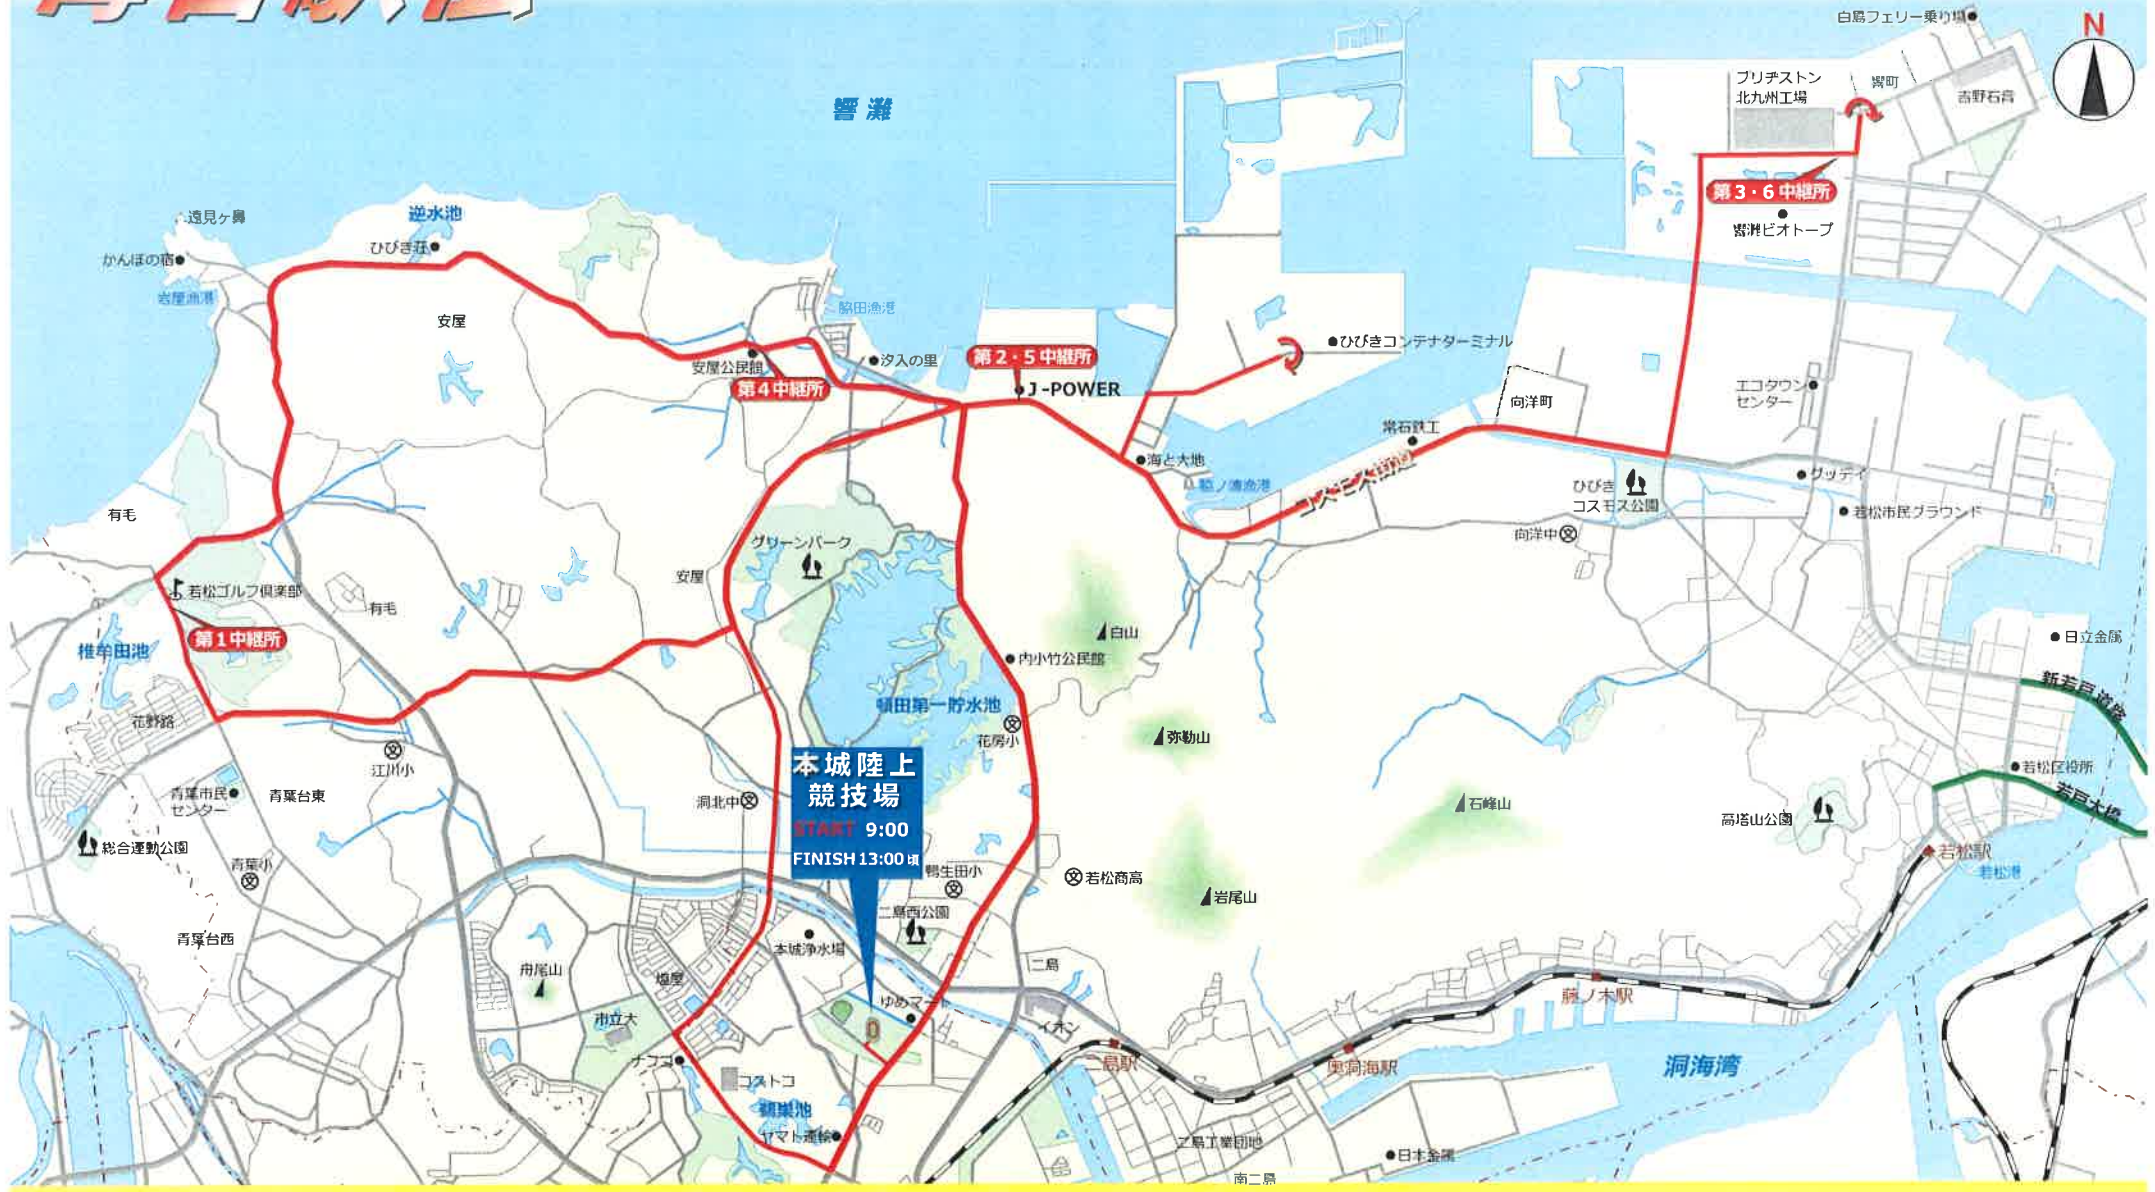 白島フェリー乗り場
N
ブリヂストン
北九州工場
響町
吉野石膏
響灘
第3・6中継所
響灘ビオトープ
遠見ヶ鼻
逆水池
ひびき荘
かんぽの宿
岩屋漁港
脇田漁港
安屋
安屋公民館
汐入の里
第2・5中継所
J-POWER
第4中継所
ひびきコンテナターミナル
向洋町
エコタウン
センター
常石鉄工
海と大地
脇ノ浦漁港
コスモス街道
ひびき
コスモス公園
グッデイ
若松市民グラウンド
向洋中
有毛
グリーンパーク
安屋
若松ゴルフ倶楽部
有毛
第1中継所
椎牟田池
白山
内小竹公民館
日立金属
新若戸道路
頓田第一貯水池
花房小
弥勒山
花野路
江川小
青葉市民
センター
青葉台東
洞北中
本城陸上
競技場
START 9:00
FINISH 13:00頃
石峰山
高塔山公園
若松区役所
若戸大橋
若松駅
若松港
総合運動公園
青葉小
鴨生田小
若松商高
岩尾山
二島西公園
青葉台西
本城浄水場
舟尾山
塩屋
二島
藤ノ木駅
市立大
ゆめマート
イオン
二島駅
奥洞海駅
洞海湾
ナフコ
コストコ
鶴巣池
ヤマト運輸
二島工業団地
日本金属
南二島